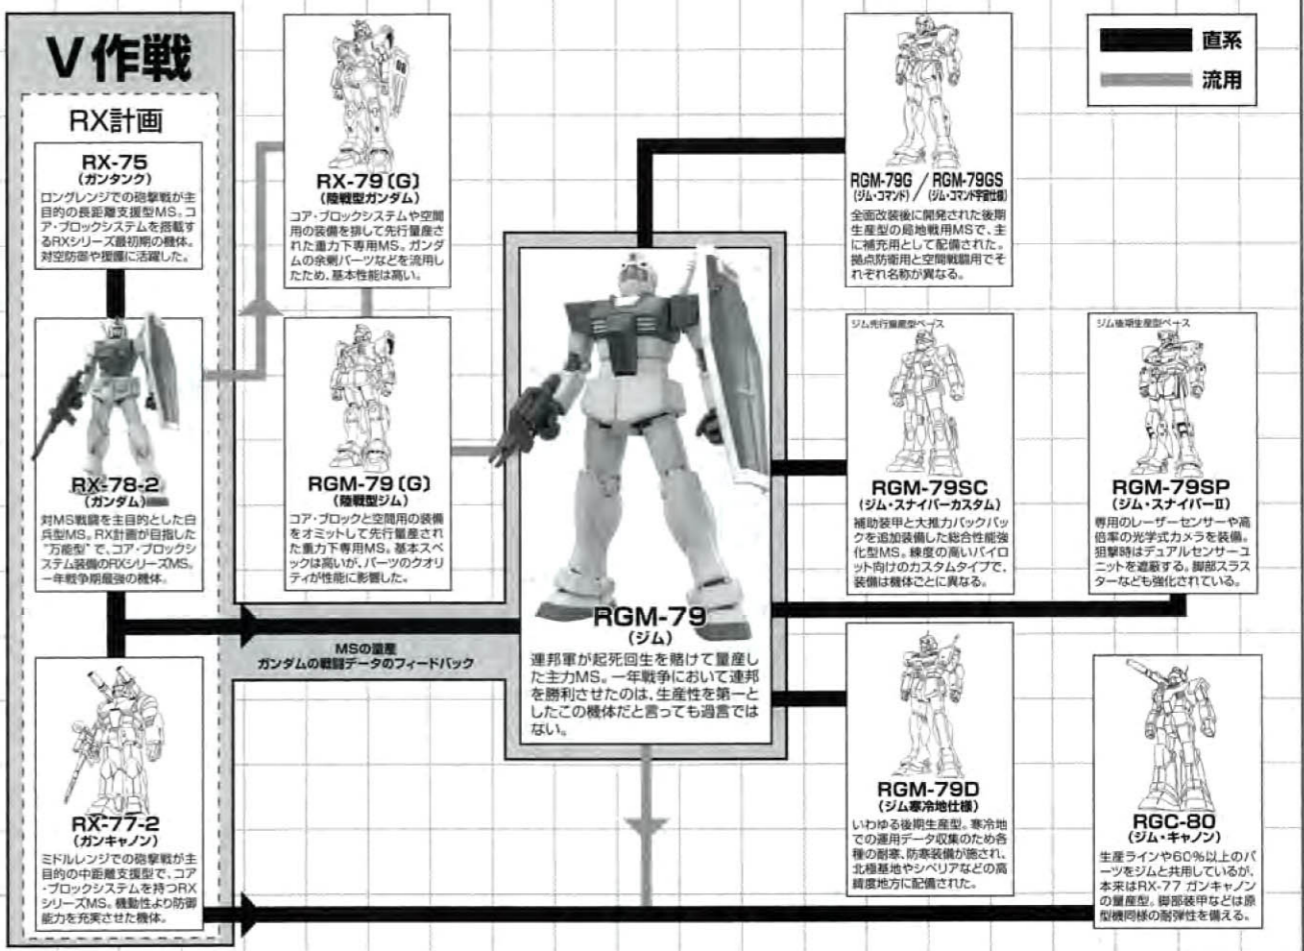 V作戦
RX計画
RX-75
(ガンタンク)
ロングレンジでの砲撃戦が主
目的の長距離支援型MS。コ
ア・ブロックシステムを搭載す
るRXシリーズ最初期の機体。
対空防御や援護に活躍した。
RX-78-2
(ガンダム)
対MS戦闘を主目的とした白
兵型MS。RX計画が目指した
"万能型"で、コア・ブロックシ
ステム装備のRXシリーズMS。
一年戦争期最強の機体。
RX-77-2
(ガンキャノン)
ミドルレンジでの砲撃戦が主
目的の中距離支援型で、コア
・ブロックシステムを持つRX
シリーズMS。機動性より防御
能力を充実させた機体。
RX-79〔G〕
(陸戦型ガンダム)
コア・ブロックシステムや空間
用の装備を排して先行量産さ
れた重力下専用MS。ガンダ
ムの余剰パーツなどを流用し
たため、基本性能は高い。
RGM-79〔G〕
(陸戦型ジム)
コア・ブロックと空間用の装備
をオミットして先行量産され
た重力下専用MS。基本スペ
ックは高いが、パーツのクオリ
ティが性能に影響した。
MSの量産
ガンダムの戦闘データのフィードバック
RGM-79
(ジム)
連邦軍が起死回生を賭けて量産し
た主力MS。一年戦争において連邦
を勝利させたのは、生産性を第一と
したこの機体だと言っても過言では
ない。
RGM-79G / RGM-79GS
(ジム・コマンド) (ジム・コマンド宇宙仕様)
全面改装後に開発された後期
生産型の局地戦用MSで、主
に補充用として配備された。
拠点防衛用と空間戦闘用でそ
れぞれ名称が異なる。
ジム先行量産型ベース
RGM-79SC
(ジム・スナイパーカスタム)
補助装甲と大推力バックパッ
クを追加装備した総合性能強
化型MS。練度の高いパイロ
ット向けのカスタムタイプで、
装備は機体ごとに異なる。
ジム後期生産型ベース
RGM-79SP
(ジム・スナイパーⅡ)
専用のレーザーセンサーや高
倍率の光学式カメラを装備。
狙撃時はデュアルセンサーユ
ニットを遮蔽する。脚部スラス
ターなども強化されている。
RGM-79D
(ジム寒冷地仕様)
いわゆる後期生産型。寒冷地
での運用データ収集のため各
種の耐寒、防寒装備が施され、
北極基地やシベリアなどの高
緯度地方に配備された。
RGC-80
(ジム・キャノン)
生産ラインや60%以上のパ
ーツをジムと共用しているが、
本来はRX-77 ガンキャノン
の量産型。脚部装甲などは原
型機同様の耐弾性を備える。
直系
流用